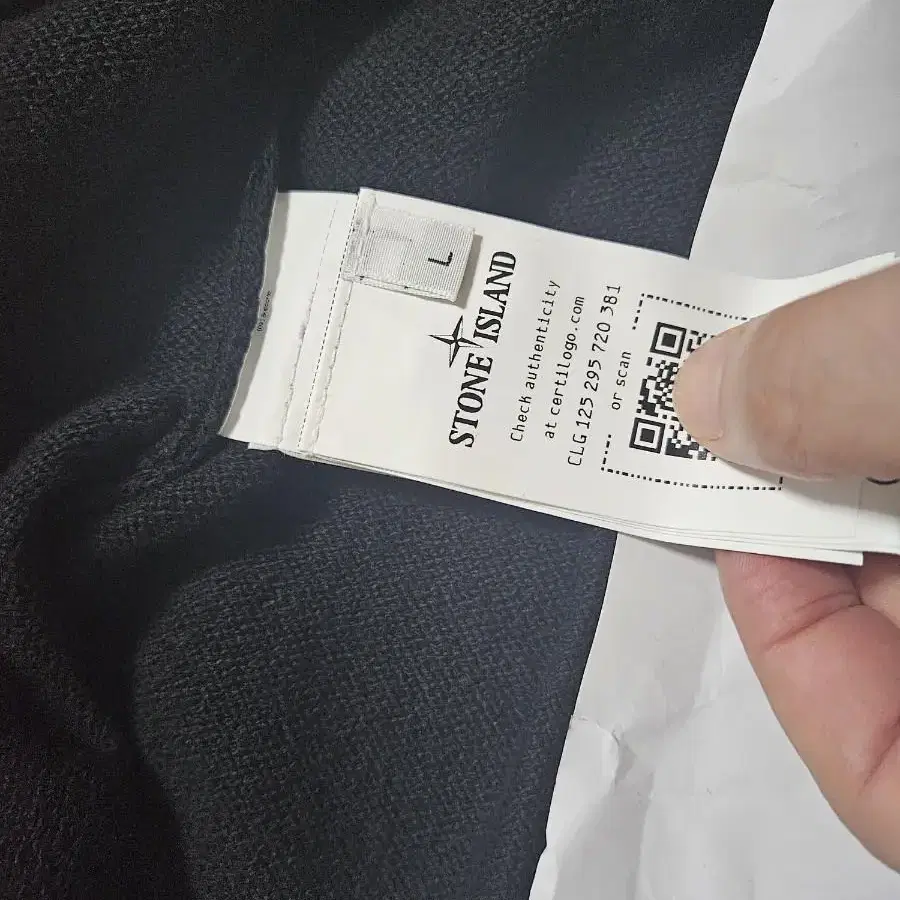 L
STONE ISLAND
Check authenticity
at certilogo.com
CLG 125 295 720 381
or scan